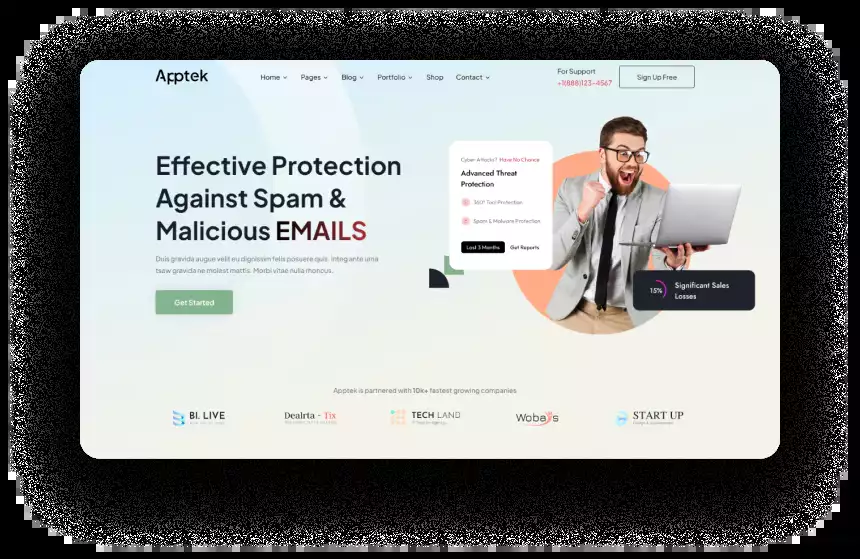 Apptek
Home
Pages
Blog
Portfolio
Shop
Contact
For Support
+1(888)123-4567
Sign Up Free
Effective Protection
Against Spam &
Malicious EMAILS
Duis gravida augue velit eu dignissim felis posuere quis. Integ ante urna
gravida ne molest mattis. Morbi vitae nulla rhoncus.
Get Started
Cyber Attacks? Have No Chance
Advanced Threat
Protection
360° Tool Protection
Spam & Malware Protection
Last 3 Months
Get Reports
15%
Significant Sales
Losses
Apptek is partnered with 10k+ fastest growing companies
BI. LIVE
Dealrta - Tix
TECH LAND
Wobays
START UP